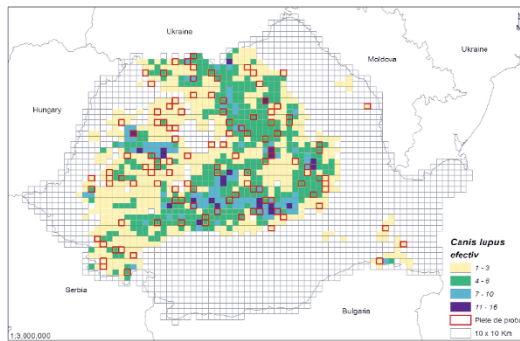 Ukraine
Moldova
Ukraine
Hungary
Canis lupus
efectiv
1 - 3
4 - 6
7 - 10
11 - 16
Piete de proba
10 x 10 Km
Serbia
Bulgaria
1:3,000,000